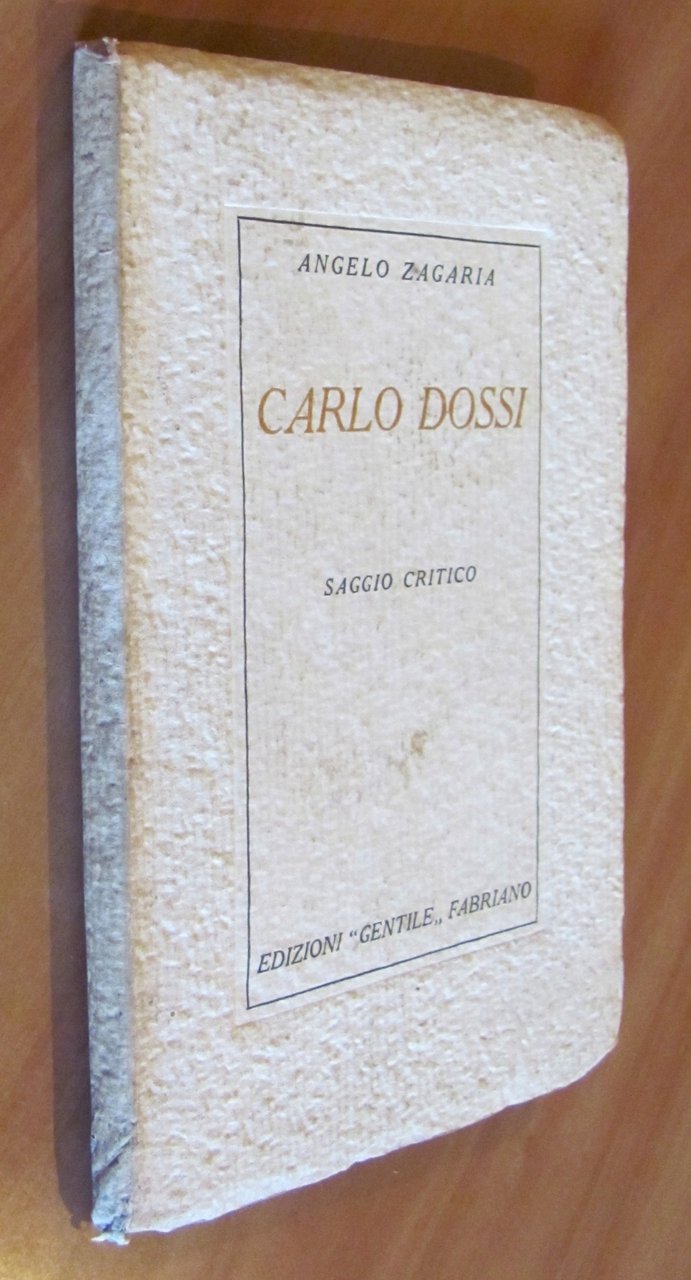 ANGELO ZAGARIA
CARLO DOSSI
SAGGIO CRITICO
EDIZIONI “GENTILE„ FABRIANO